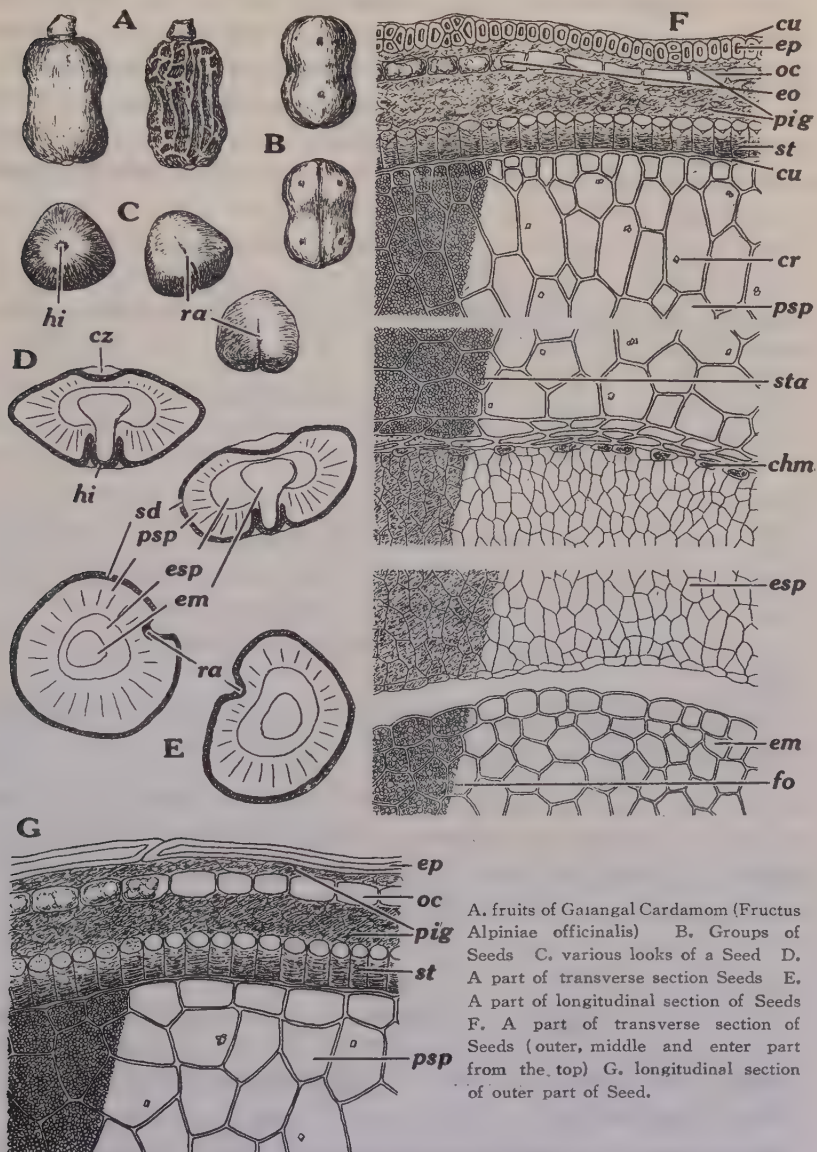 A
B
C
hi
ra
D
cz
hi
sd
psp
esp
em
ra
E
F
cu
ep
oc
eo
pig
st
cu
cr
psp
sta
chm
esp
em
fo
G
ep
oc
pig
st
psp
A. fruits of Gaıangal Cardamom (Fructus
Alpiniae officinalis) B. Groups of
Seeds C. various looks of a Seed D.
A part of transverse section Seeds E.
A part of longitudinal section of Seeds
F. A part of transverse section of
Seeds (outer, middle and enter part
from the top) G. longitudinal section
of outer part of Seed.